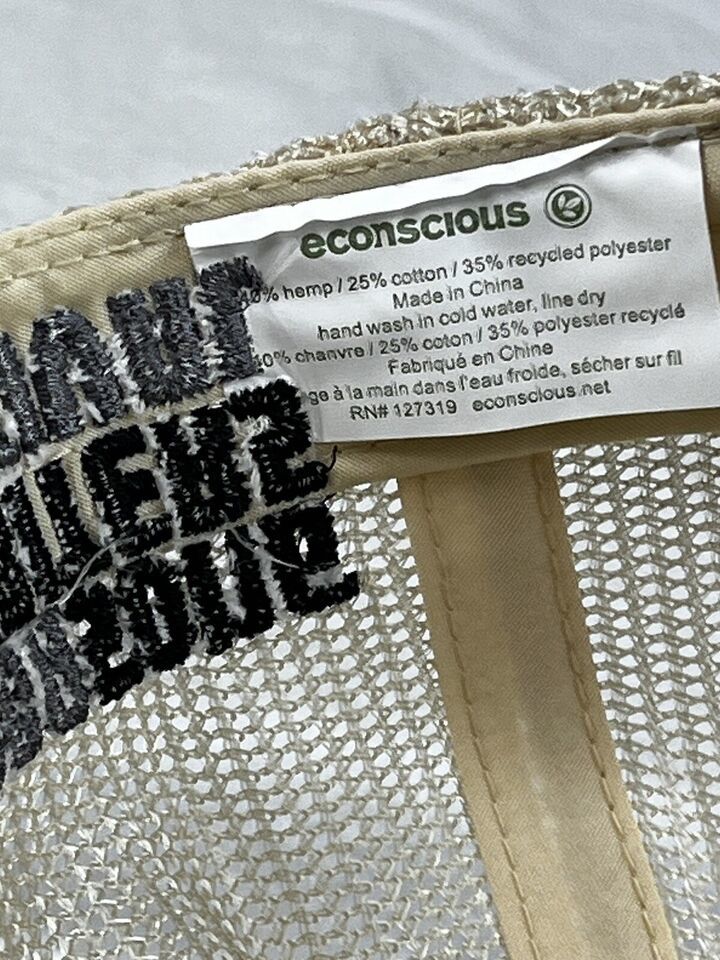 econscious
40% hemp / 25% cotton / 35% recycled polyester
Made in China
hand wash in cold water, line dry
40% chanvre / 25% coton / 35% polyester recyclé
Fabriqué en Chine
à la main dans l'eau froide, sécher sur fil
RN# 127319 econscious.net